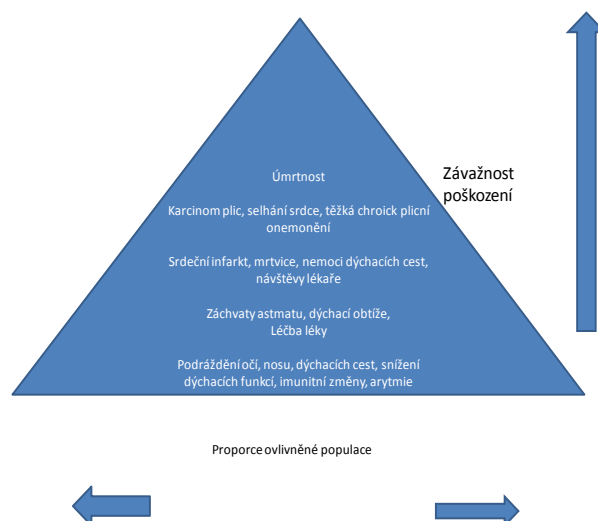 Úmrtnost
Závažnost
poškození
Karcinom plic, selhání srdce, těžká chroick plicní
onemonění
Srdeční infarkt, mrtvice, nemoci dýchacích cest,
návštěvy lékaře
Záchvaty astmatu, dýchací obtíže,
Léčba léky
Podráždění očí, nosu, dýchacích cest, snížení
dýchacích funkcí, imunitní změny, arytmie
Proporce ovlivněné populace